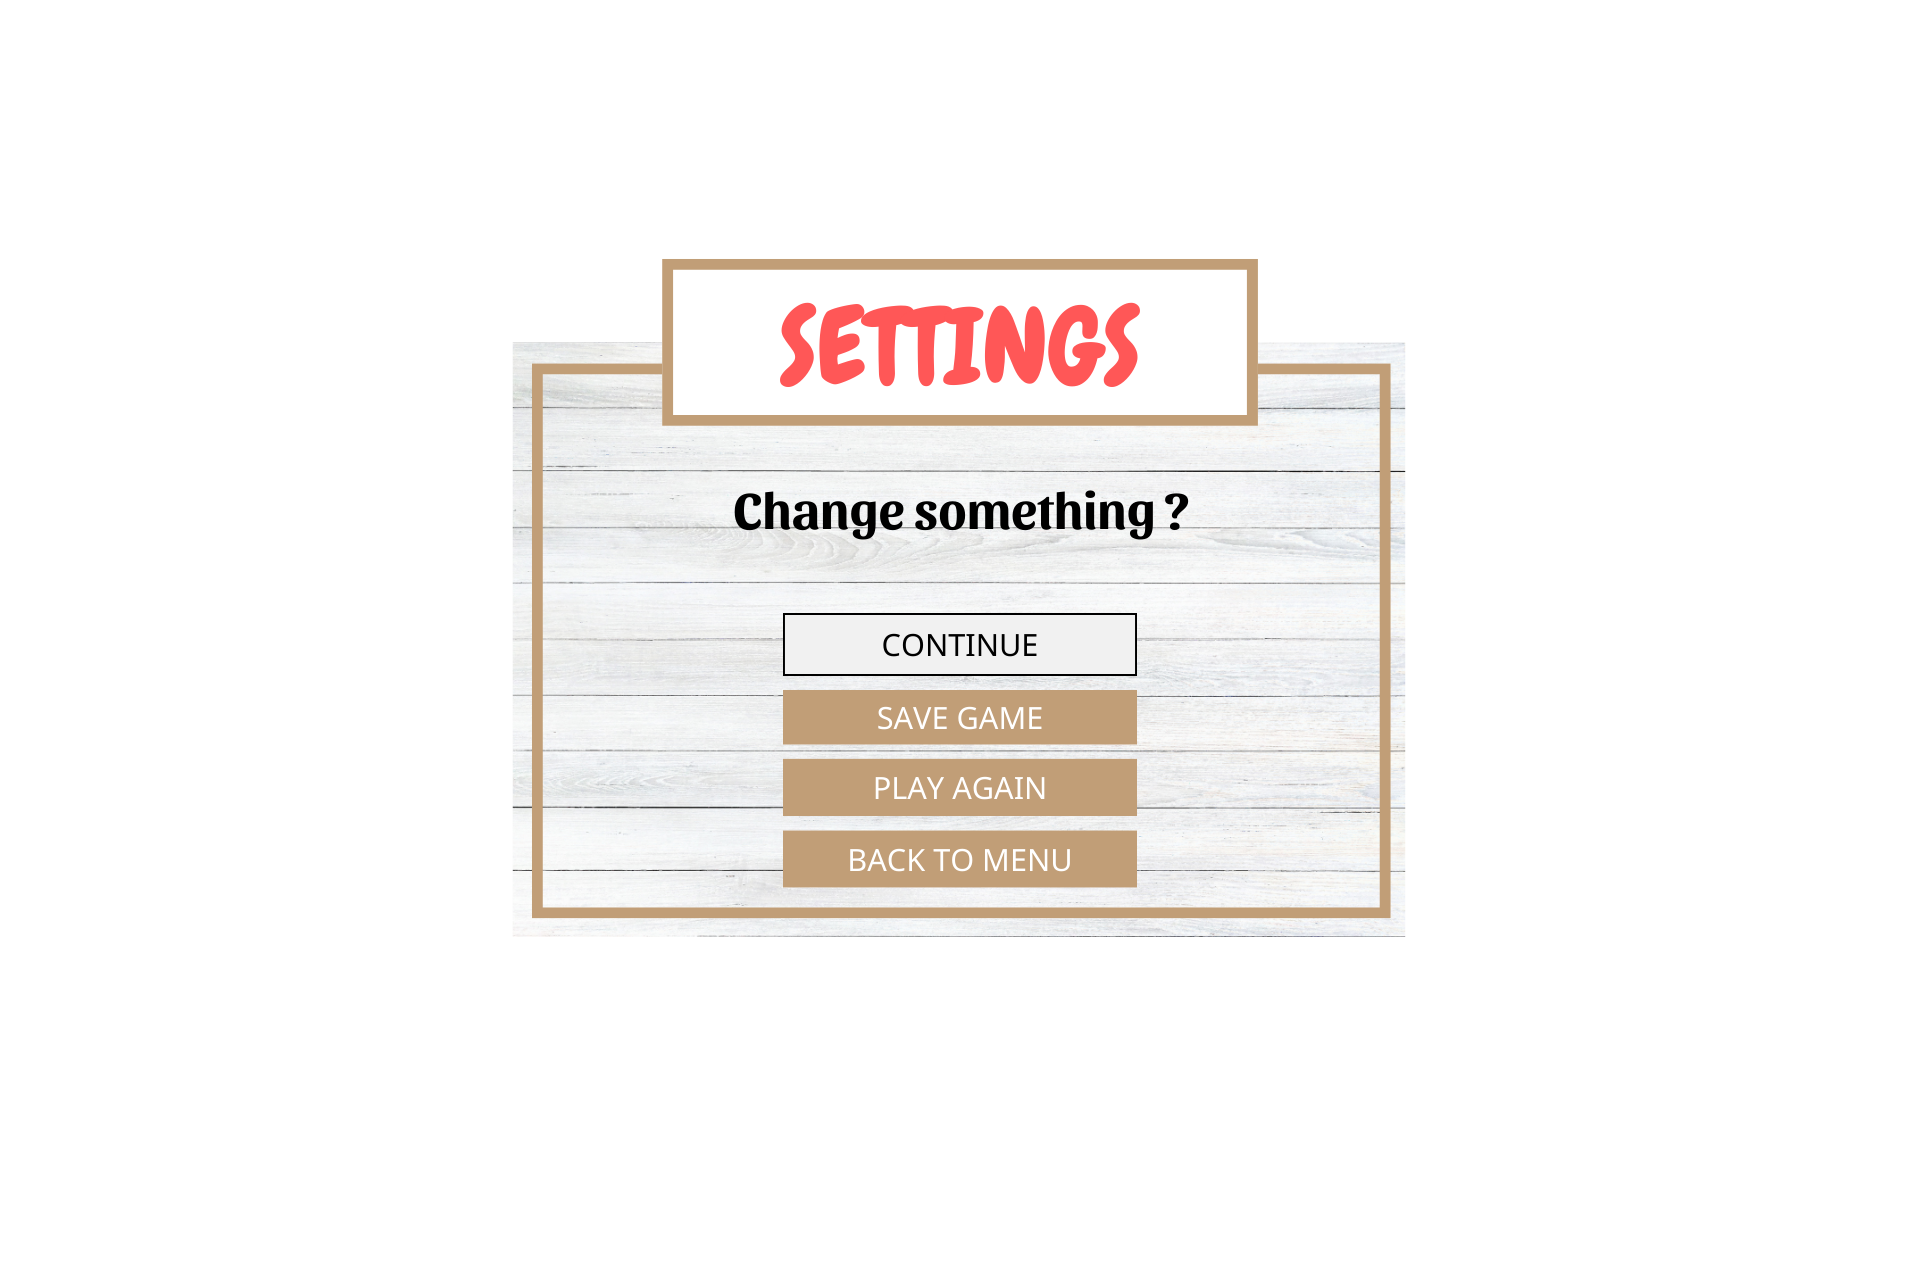 SETTINGS
Change something ?
CONTINUE
SAVE GAME
PLAY AGAIN
BACK TO MENU